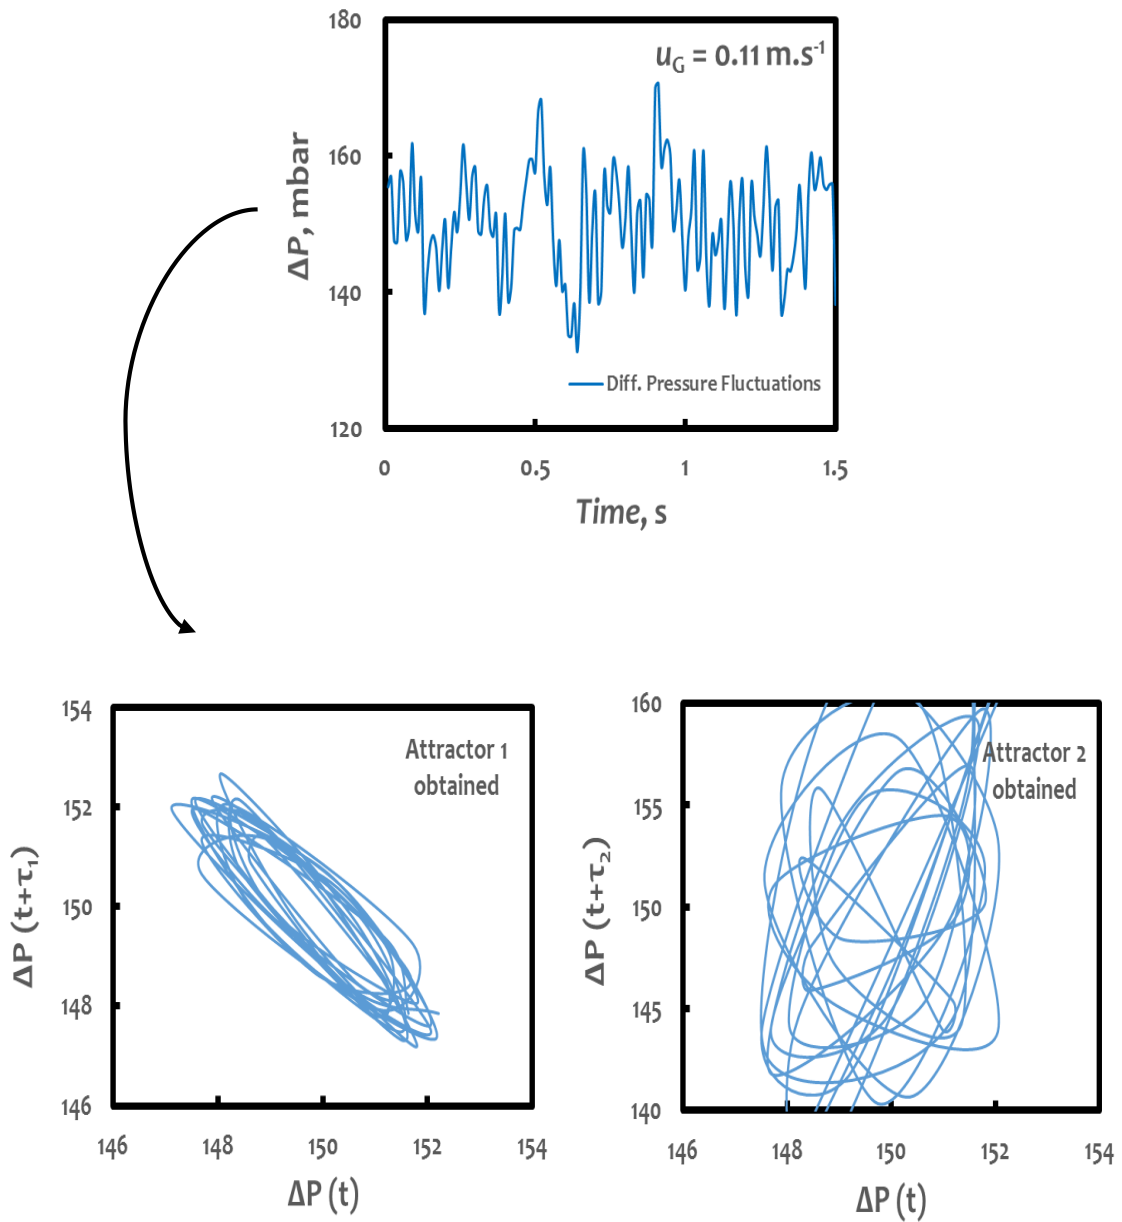 180
u_G = 0.11 m.s⁻¹
160
ΔP, mbar
140
Diff. Pressure Fluctuations
120
0 0.5 1 1.5
Time, s
154
Attractor 1
obtained
152
ΔP (t+τ₁)
150
148
146
146 148 150 152 154
ΔP (t)
160
Attractor 2
obtained
155
ΔP (t+τ₂)
150
145
140
146 148 150 152 154
ΔP (t)